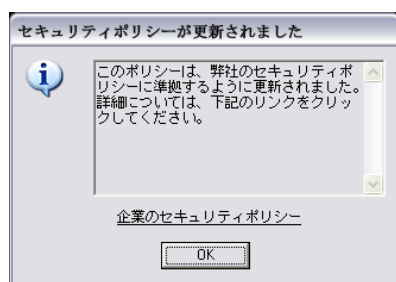 セキュリティポリシーが更新されました
このポリシーは、弊社のセキュリティポ
リシーに準拠するように更新されました。
詳細については、下記のリンクをクリッ
クしてください。
企業のセキュリティポリシー
OK